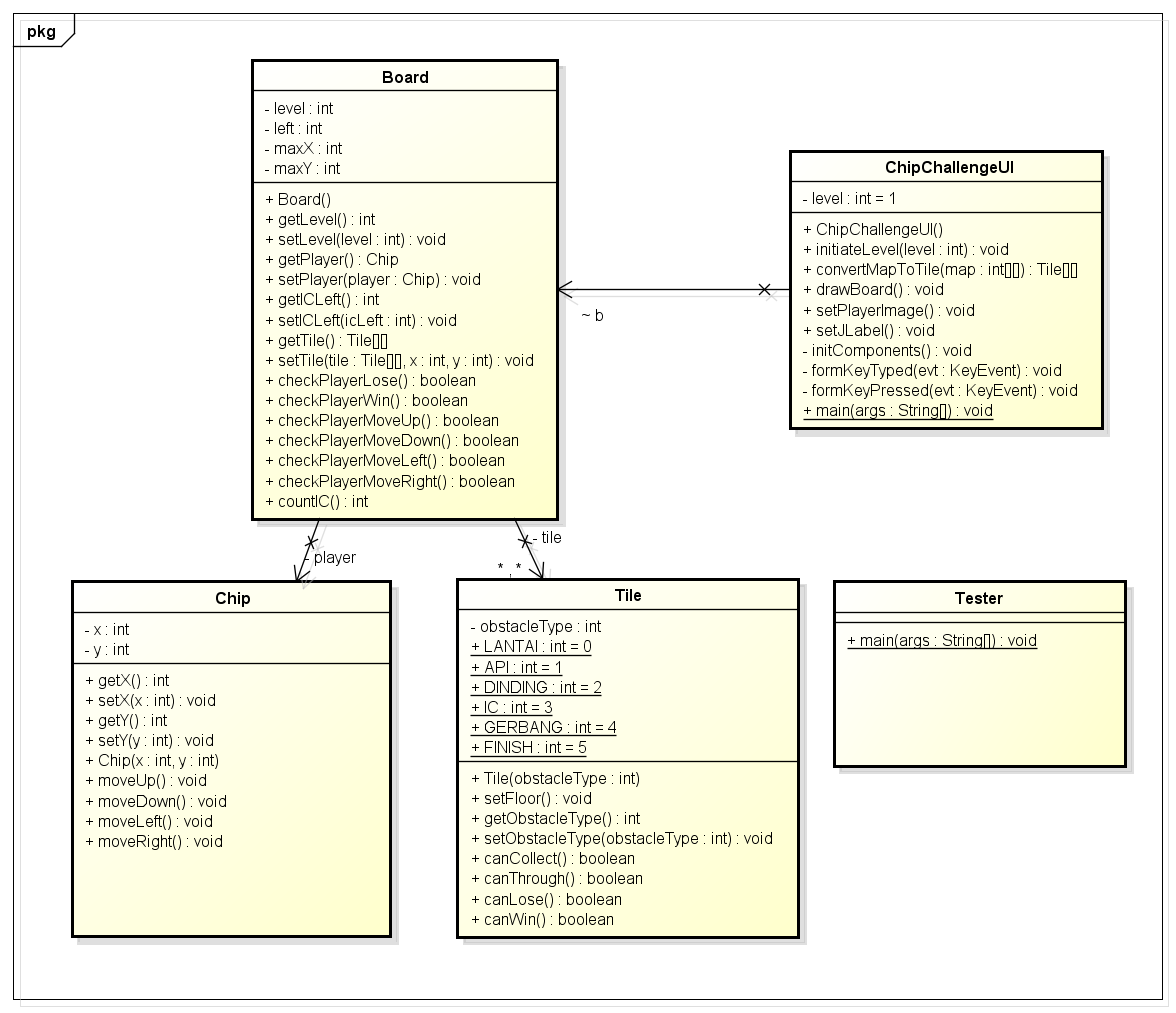 pkg
Board
- level : int
- left : int
- maxX : int
- maxY : int
+ Board()
+ getLevel() : int
+ setLevel(level : int) : void
+ getPlayer() : Chip
+ setPlayer(player : Chip) : void
+ getICLeft() : int
+ setICLeft(icLeft : int) : void
+ getTile() : Tile[][]
+ setTile(tile : Tile[][], x : int, y : int) : void
+ checkPlayerLose() : boolean
+ checkPlayerWin() : boolean
+ checkPlayerMoveUp() : boolean
+ checkPlayerMoveDown() : boolean
+ checkPlayerMoveLeft() : boolean
+ checkPlayerMoveRight() : boolean
+ countIC() : int
ChipChallengeUI
- level : int = 1
+ ChipChallengeUI()
+ initiateLevel(level : int) : void
+ convertMapToTile(map : int[][]) : Tile[][]
+ drawBoard() : void
+ setPlayerImage() : void
+ setJLabel() : void
- initComponents() : void
- formKeyTyped(evt : KeyEvent) : void
- formKeyPressed(evt : KeyEvent) : void
+ main(args : String[]) : void
~ b
- player
- tile
* , *
Chip
- x : int
- y : int
+ getX() : int
+ setX(x : int) : void
+ getY() : int
+ setY(y : int) : void
+ Chip(x : int, y : int)
+ moveUp() : void
+ moveDown() : void
+ moveLeft() : void
+ moveRight() : void
Tile
- obstacleType : int
+ LANTAI : int = 0
+ API : int = 1
+ DINDING : int = 2
+ IC : int = 3
+ GERBANG : int = 4
+ FINISH : int = 5
+ Tile(obstacleType : int)
+ setFloor() : void
+ getObstacleType() : int
+ setObstacleType(obstacleType : int) : void
+ canCollect() : boolean
+ canThrough() : boolean
+ canLose() : boolean
+ canWin() : boolean
Tester
+ main(args : String[]) : void